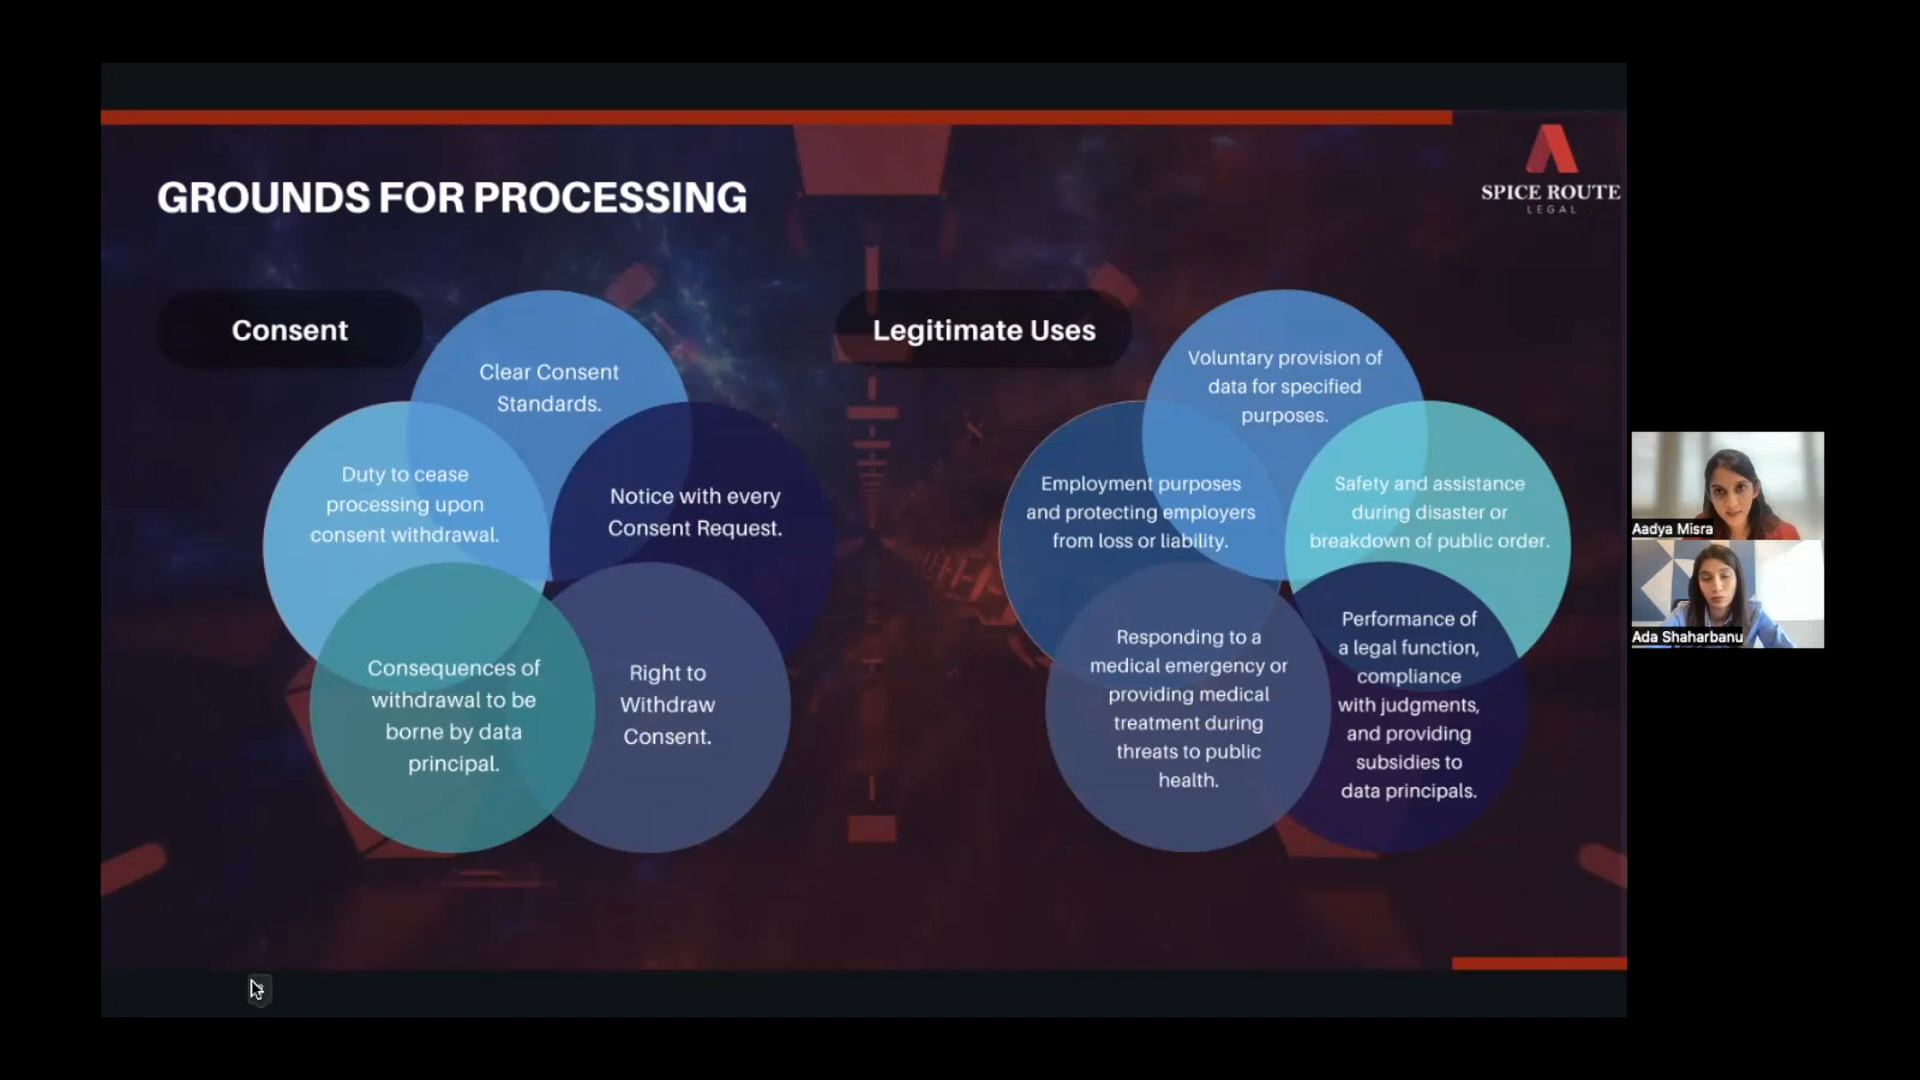 GROUNDS FOR PROCESSING
SPICE ROUTE
LEGAL
Consent
Clear Consent
Standards.
Duty to cease
processing upon
consent withdrawal.
Notice with every
Consent Request.
Consequences of
withdrawal to be
borne by data
principal.
Right to
Withdraw
Consent.
Legitimate Uses
Voluntary provision of
data for specified
purposes.
Employment purposes
and protecting employers
from loss or liability.
Safety and assistance
during disaster or
breakdown of public order.
Responding to a
medical emergency or
providing medical
treatment during
threats to public
health.
Performance of
a legal function,
compliance
with judgments,
and providing
subsidies to
data principals.
Aadya Misra
Ada Shaharbanu